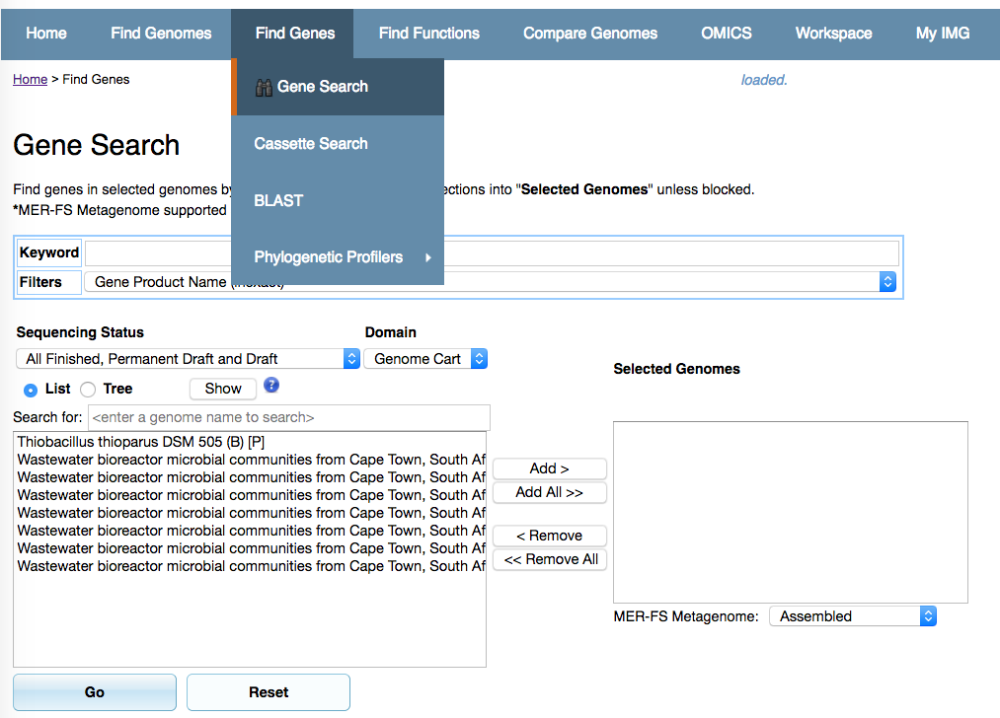 Home Find Genomes Find Genes Find Functions Compare Genomes OMICS Workspace My IMG
Home > Find Genes
loaded.
Gene Search
Cassette Search
BLAST
Phylogenetic Profilers
Gene Search
Find genes in selected genomes by ections into "Selected Genomes" unless blocked.
*MER-FS Metagenome supported
Keyword
Filters Gene Product Name (inexact)
Sequencing Status Domain
All Finished, Permanent Draft and Draft Genome Cart
List Tree Show ?
Search for: <enter a genome name to search>
Thiobacillus thioparus DSM 505 (B) [P]
Wastewater bioreactor microbial communities from Cape Town, South Af
Wastewater bioreactor microbial communities from Cape Town, South Af
Wastewater bioreactor microbial communities from Cape Town, South Af
Wastewater bioreactor microbial communities from Cape Town, South Af
Wastewater bioreactor microbial communities from Cape Town, South Af
Wastewater bioreactor microbial communities from Cape Town, South Af
Wastewater bioreactor microbial communities from Cape Town, South Af
Add >
Add All >>
< Remove
<< Remove All
Selected Genomes
MER-FS Metagenome: Assembled
Go Reset